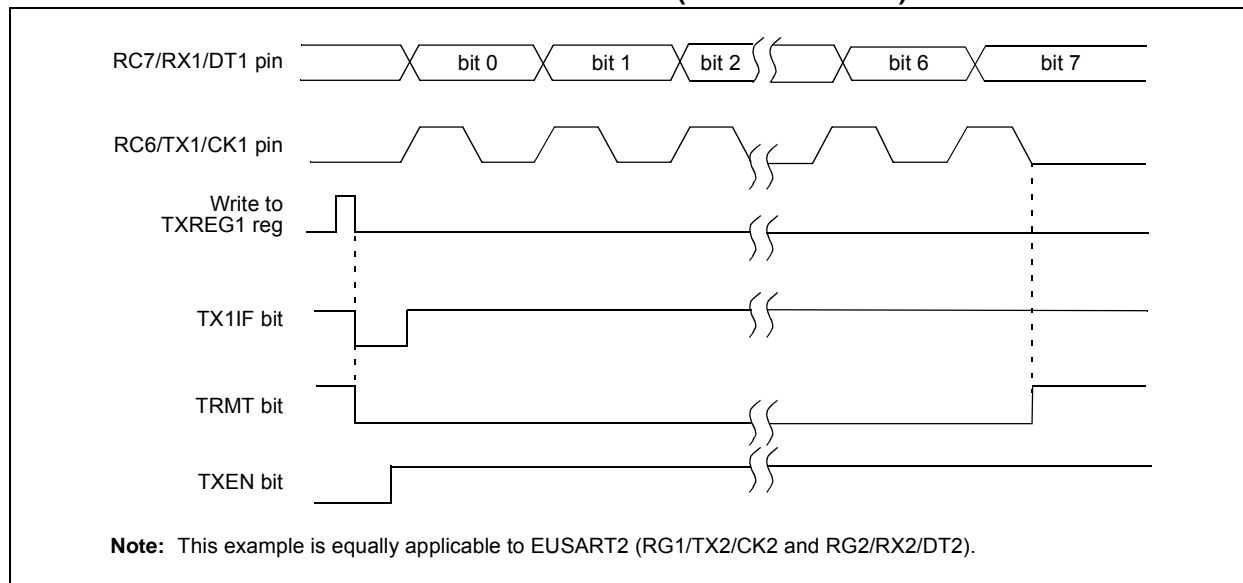 RC7/RX1/DT1 pin
bit 0
bit 1
bit 2
bit 6
bit 7
RC6/TX1/CK1 pin
Write to
TXREG1 reg
TX1IF bit
TRMT bit
TXEN bit
Note: This example is equally applicable to EUSART2 (RG1/TX2/CK2 and RG2/RX2/DT2).